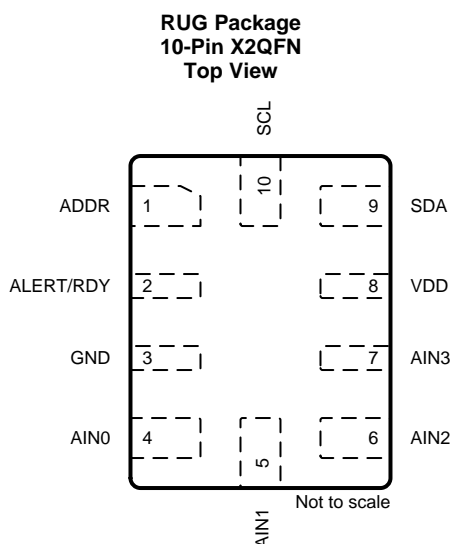 RUG Package
10-Pin X2QFN
Top View
SCL
10
ADDR 1 9 SDA
ALERT/RDY 2 8 VDD
GND 3 7 AIN3
AIN0 4 6 AIN2
5
Not to scale
AIN1